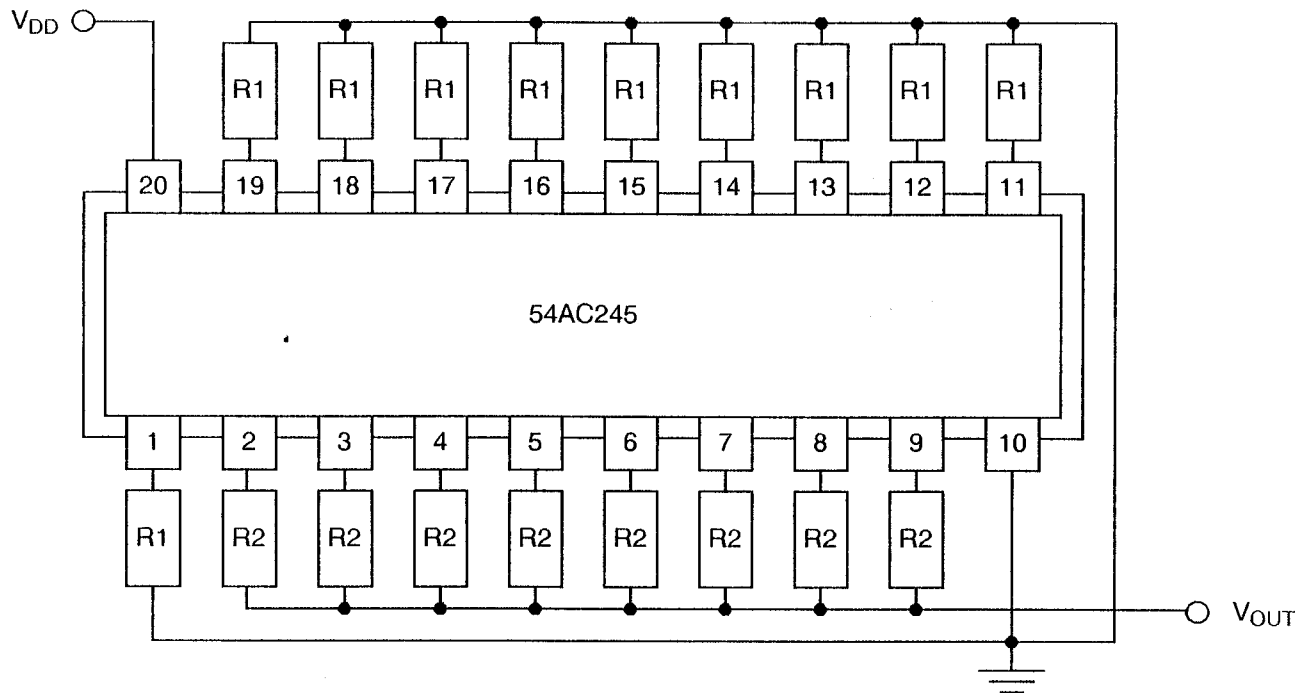 V_DD
R1 R1 R1 R1 R1 R1 R1 R1 R1
20 19 18 17 16 15 14 13 12 11
54AC245
1 2 3 4 5 6 7 8 9 10
R1 R2 R2 R2 R2 R2 R2 R2 R2
V_OUT